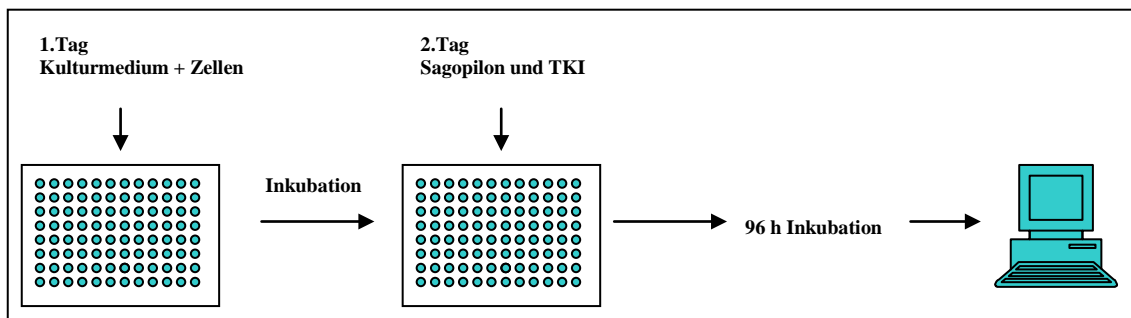 1.Tag
Kulturmedium + Zellen
2.Tag
Sagopilon und TKI
Inkubation
96 h Inkubation